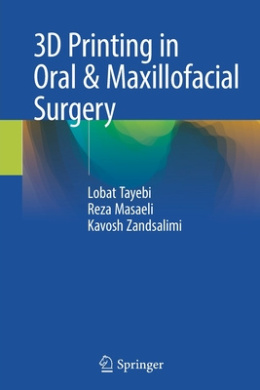 3D Printing in
Oral & Maxillofacial
Surgery
Lobat Tayebi
Reza Masaeli
Kavosh Zandsalimi
Springer